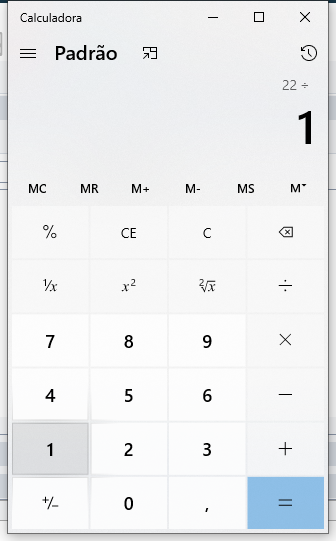 Calculadora
Padrão
22 ÷
1
MC MR M+ M- MS M˅
% CE C
⅟x x² ²√x ÷
7 8 9 ×
4 5 6 −
1 2 3 +
+/− 0 , =